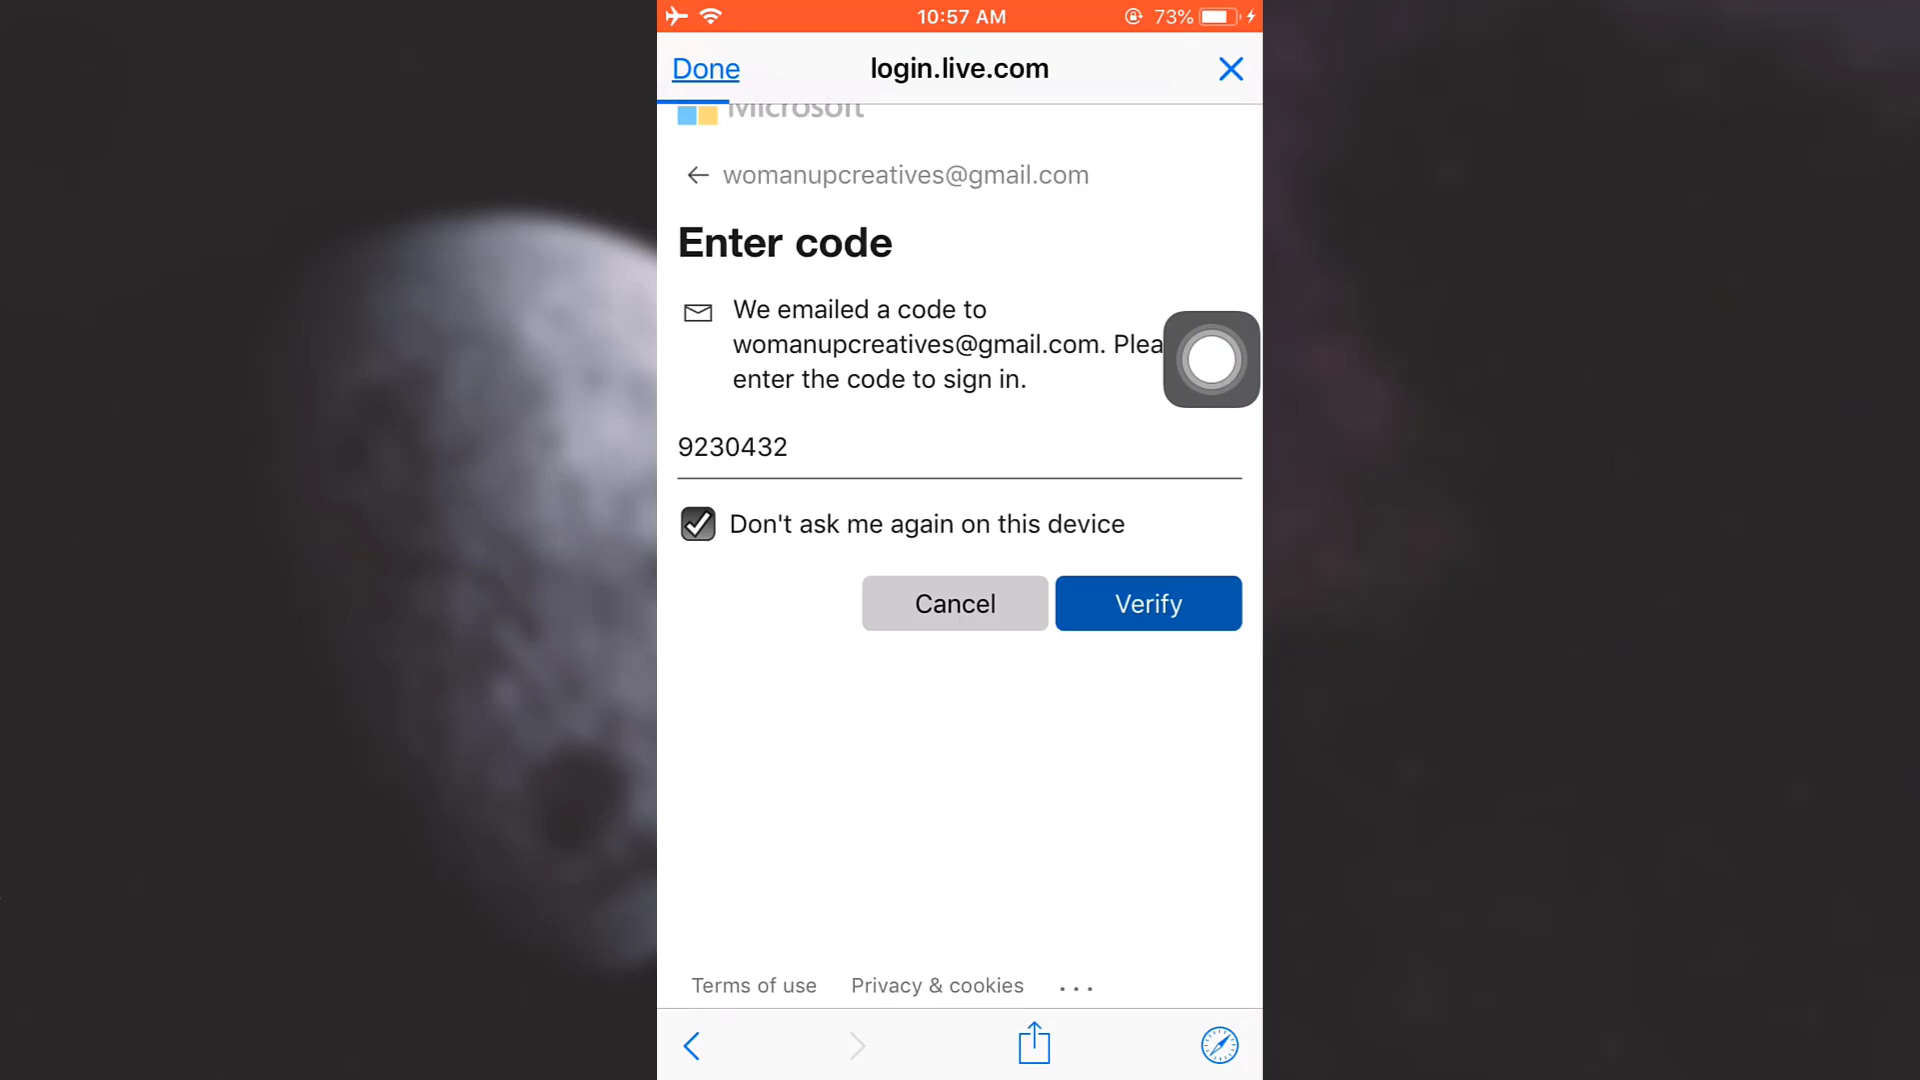 10:57 AM
73%
Done
login.live.com
Microsoft
womanupcreatives@gmail.com
Enter code
We emailed a code to
womanupcreatives@gmail.com. Plea
enter the code to sign in.
9230432
Don't ask me again on this device
Cancel
Verify
Terms of use
Privacy & cookies
...